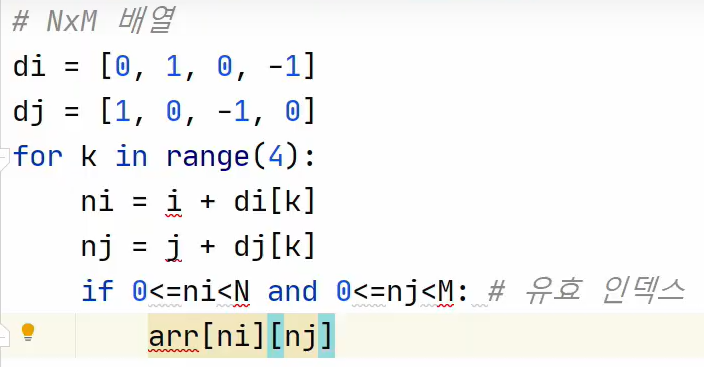 # NxM 배열
di = [0, 1, 0, -1]
dj = [1, 0, -1, 0]
for k in range(4):
    ni = i + di[k]
    nj = j + dj[k]
    if 0<=ni<N and 0<=nj<M: # 유효 인덱스
        arr[ni][nj]